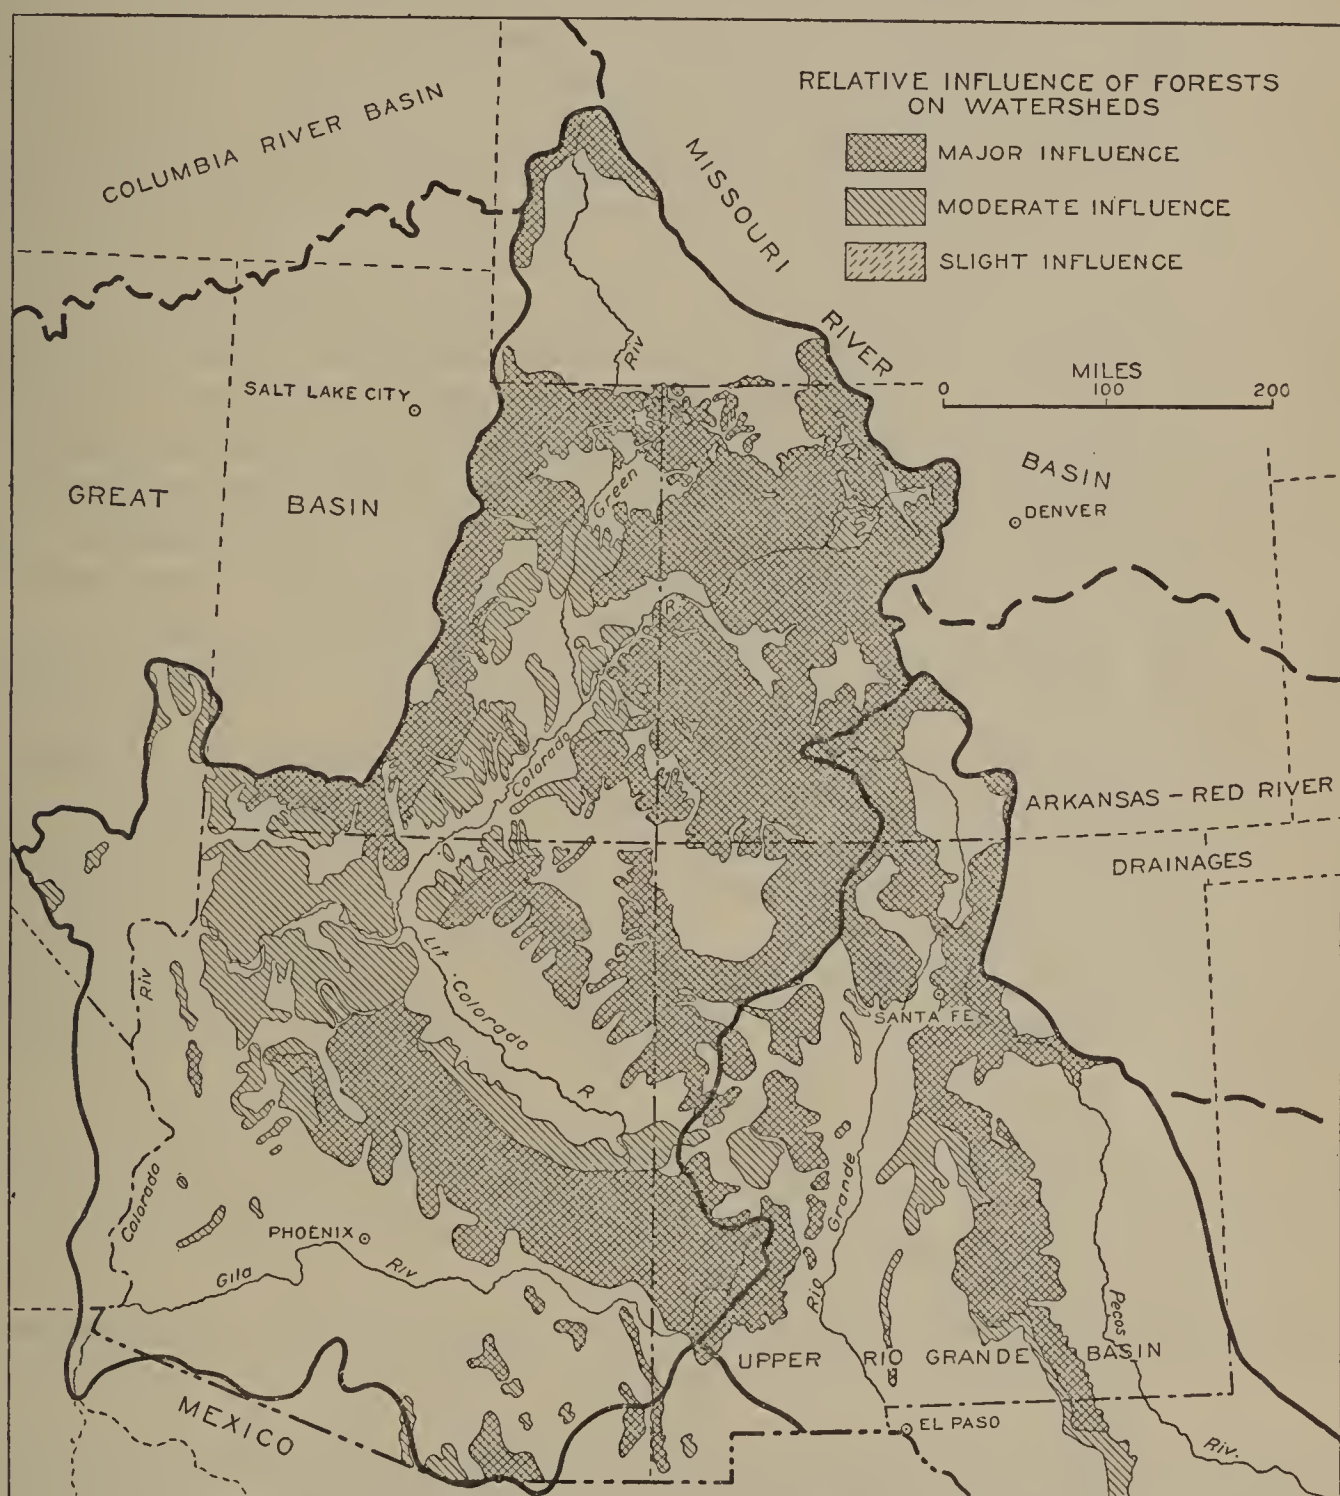 RELATIVE INFLUENCE OF FORESTS
ON WATERSHEDS
MAJOR INFLUENCE
MODERATE INFLUENCE
SLIGHT INFLUENCE
COLUMBIA RIVER BASIN
MISSOURI
RIVER
BASIN
MILES
0 100 200
Riv
SALT LAKE CITY
GREAT BASIN
Green
DENVER
R.
Colorado
ARKANSAS – RED RIVER
DRAINAGES
Riv
Lit. Colorado
R
SANTA FE
Colorado
Grande
PHOENIX
Gila
Riv
Rio
Pecos
UPPER RIO GRANDE BASIN
MEXICO
EL PASO
Riv.